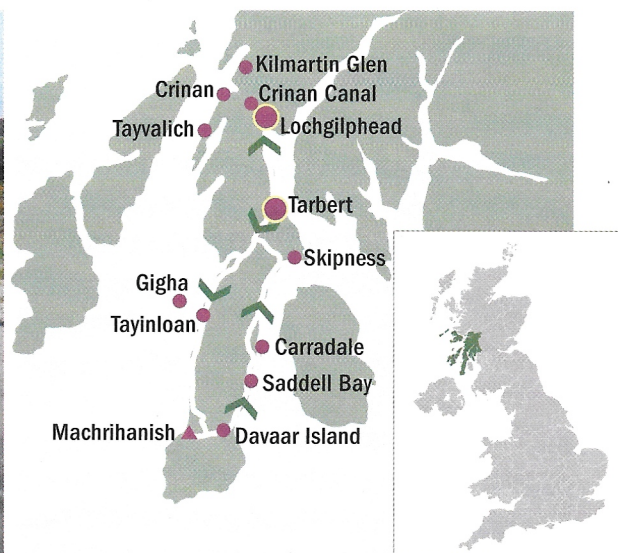 Kilmartin Glen
Crinan
Crinan Canal
Tayvalich
Lochgilphead
Tarbert
Skipness
Gigha
Tayinloan
Carradale
Saddell Bay
Machrihanish
Davaar Island